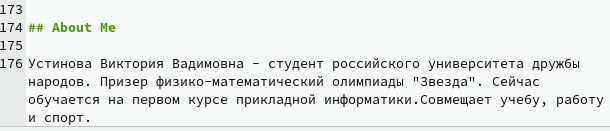 173
174 ## About Me
175
176 Устинова Виктория Вадимовна - студент российского университета дружбы
народов. Призер физико-математический олимпиады "Звезда". Сейчас
обучается на первом курсе прикладной информатики.Совмещает учебу, работу
и спорт.